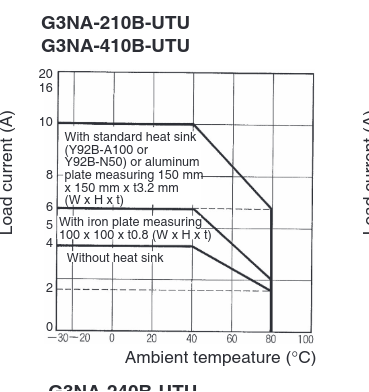 G3NA-210B-UTU
G3NA-410B-UTU
Load current (A)
20
16
10
8
6
5
4
2
0
With standard heat sink
(Y92B-A100 or
Y92B-N50) or aluminum
plate measuring 150 mm
x 150 mm x t3.2 mm
(W x H x t)
With iron plate measuring
100 x 100 x t0.8 (W x H x t)
Without heat sink
−30 −20 0 20 40 60 80 100
Ambient tempeature (°C)
Load current (A)
G3NA-240B-UTU